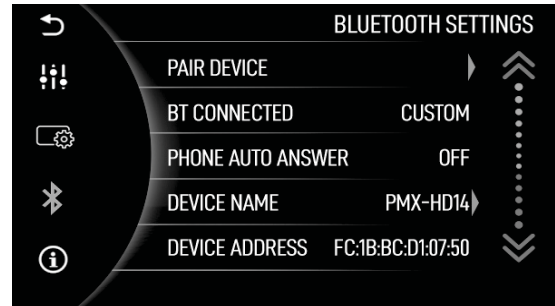 BLUETOOTH SETTINGS
PAIR DEVICE
BT CONNECTED CUSTOM
PHONE AUTO ANSWER OFF
DEVICE NAME PMX-HD14
DEVICE ADDRESS FC:1B:BC:D1:07:50